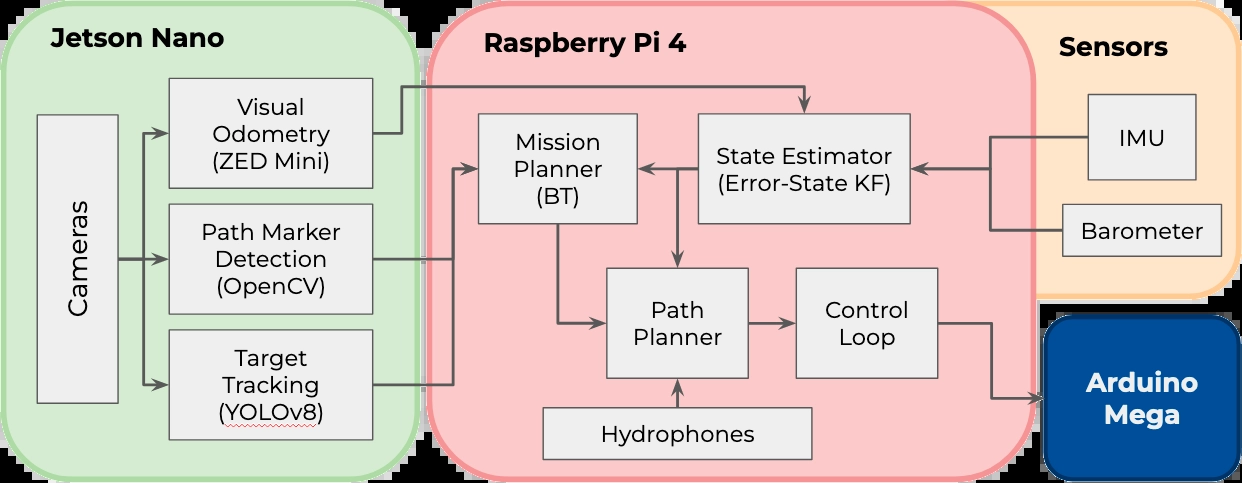 Jetson Nano
Cameras
Visual
Odometry
(ZED Mini)
Path Marker
Detection
(OpenCV)
Target
Tracking
(YOLOv8)
Raspberry Pi 4
Mission
Planner
(BT)
State Estimator
(Error-State KF)
Path
Planner
Control
Loop
Hydrophones
Sensors
IMU
Barometer
Arduino
Mega